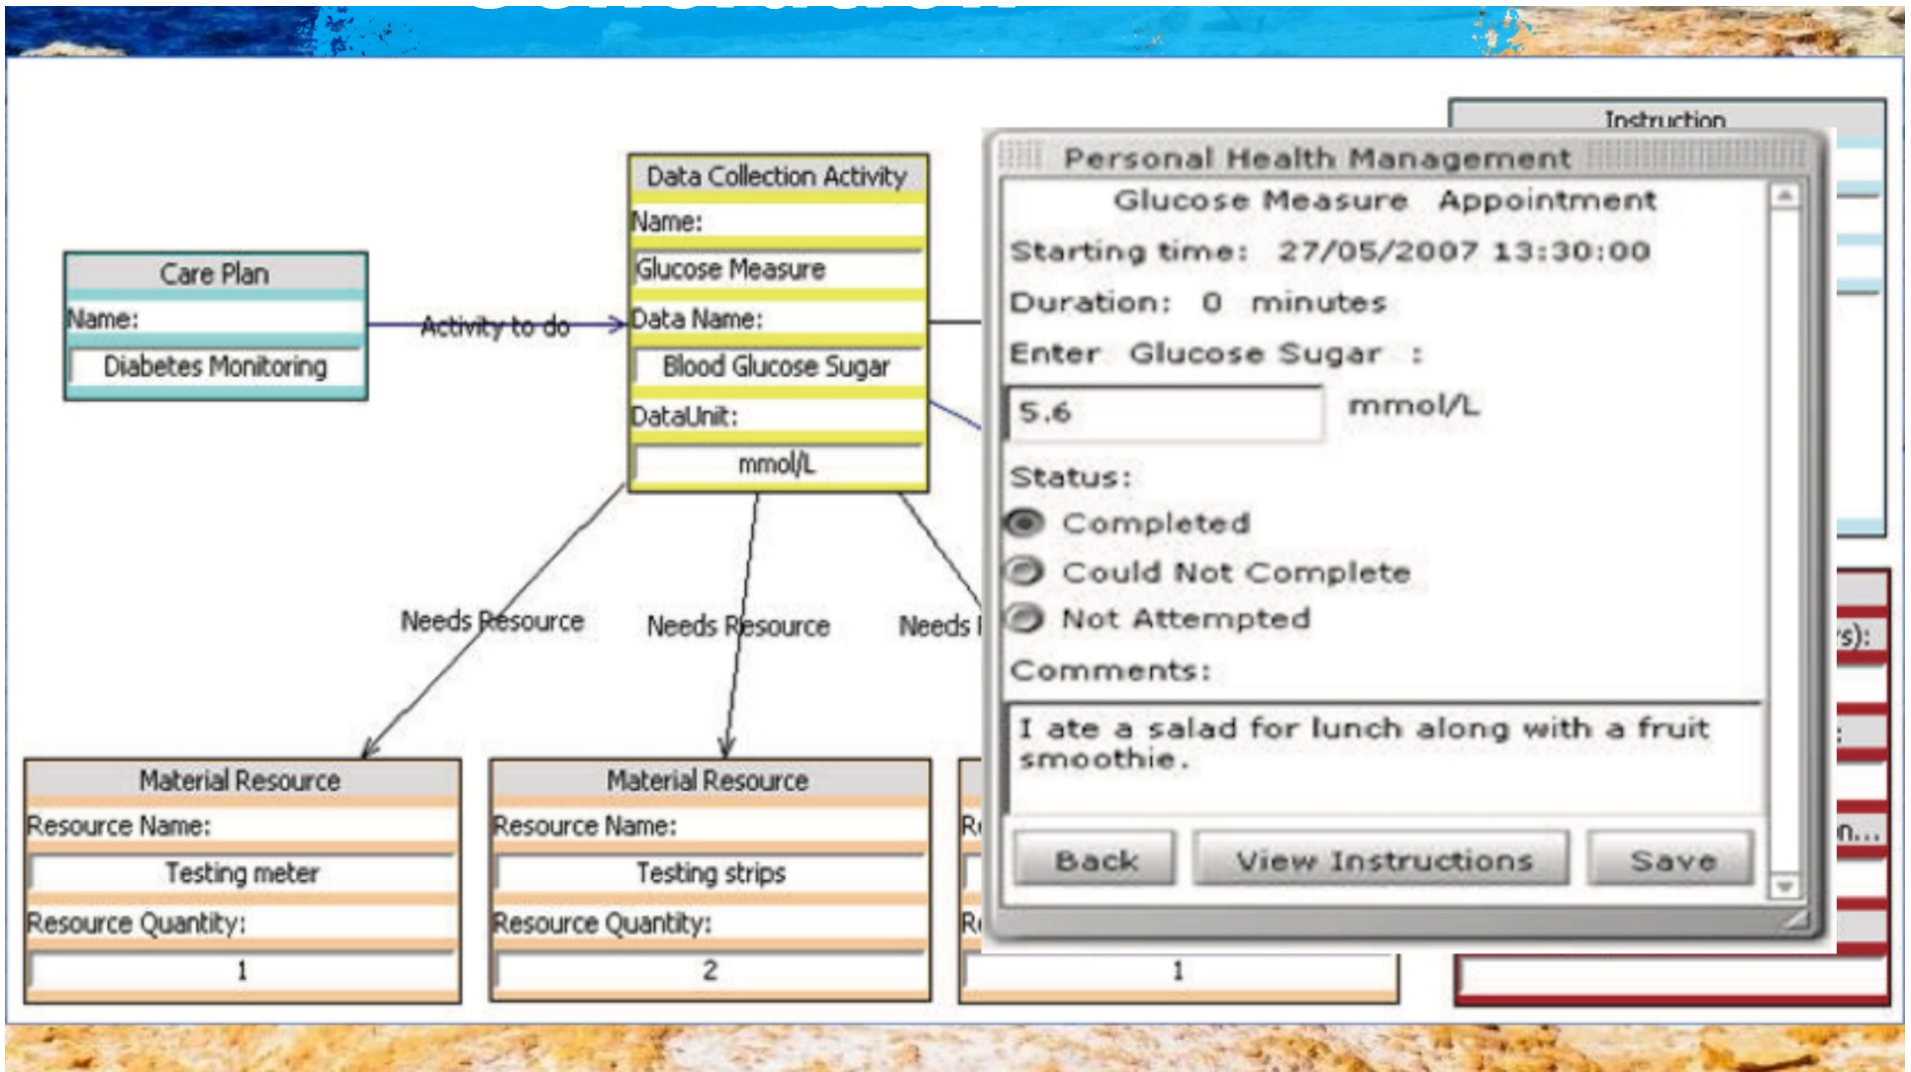 Instruction
Data Collection Activity
Name:
Glucose Measure
Data Name:
Blood Glucose Sugar
DataUnit:
mmol/L
Care Plan
Name:
Diabetes Monitoring
Activity to do
Needs Resource
Needs Resource
Needs
Material Resource
Resource Name:
Testing meter
Resource Quantity:
1
Material Resource
Resource Name:
Testing strips
Resource Quantity:
2
1
Personal Health Management
Glucose Measure Appointment
Starting time: 27/05/2007 13:30:00
Duration: 0 minutes
Enter Glucose Sugar :
5.6 mmol/L
Status:
Completed
Could Not Complete
Not Attempted
Comments:
I ate a salad for lunch along with a fruit
smoothie.
Back View Instructions Save